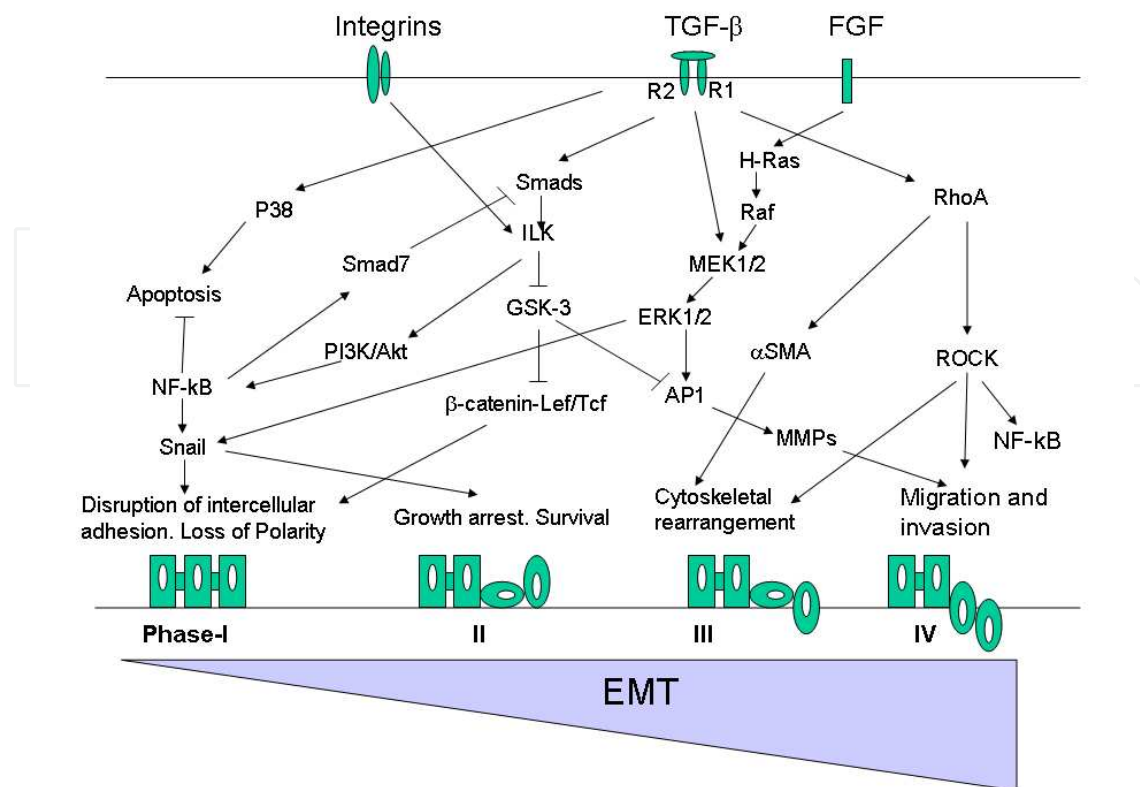 Integrins
TGF-β
FGF
R2
R1
H-Ras
Smads
P38
RhoA
Raf
ILK
Smad7
MEK1/2
Apoptosis
GSK-3
ERK1/2
PI3K/Akt
αSMA
ROCK
NF-kB
β-catenin-Lef/Tcf
AP1
MMPs
NF-kB
Snail
Disruption of intercellular
adhesion. Loss of Polarity
Growth arrest. Survival
Cytoskeletal
rearrangement
Migration and
invasion
Phase-I
II
III
IV
EMT